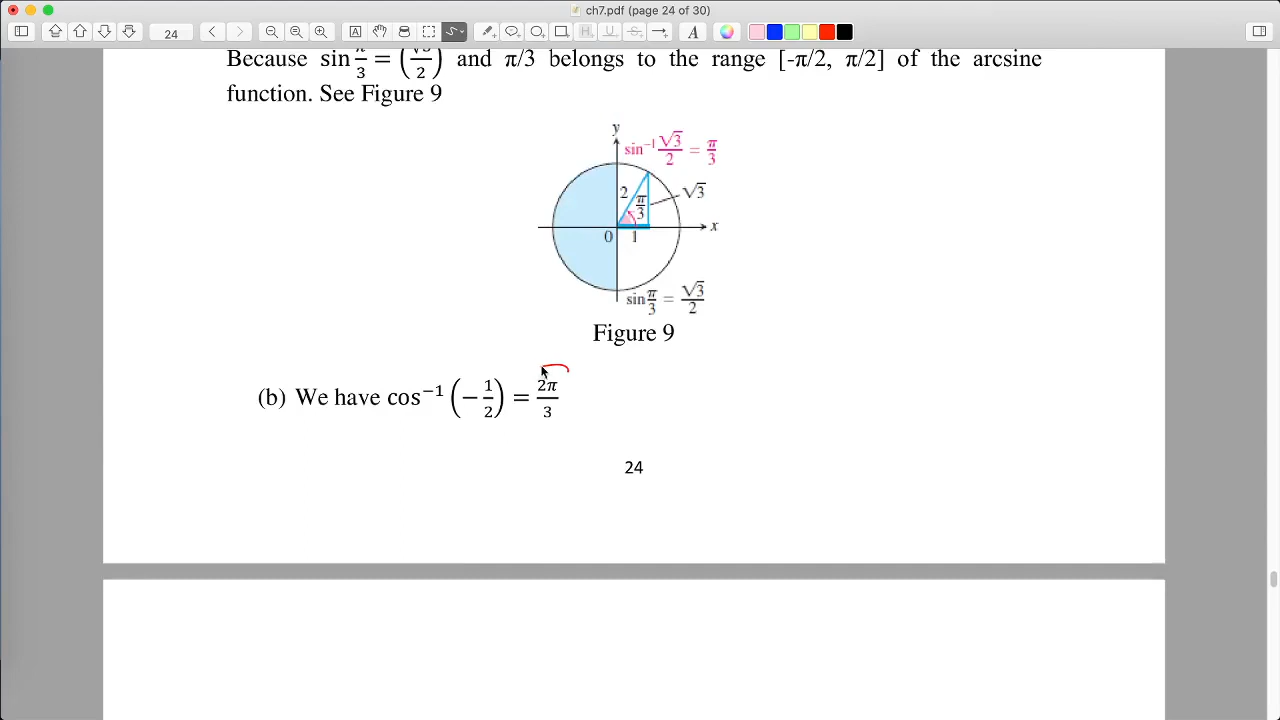 ch7.pdf (page 24 of 30)
24
Because sin π/3 = (√3/2) and π/3 belongs to the range [-π/2, π/2] of the arcsine
function. See Figure 9
y
sin⁻¹ √3/2 = π/3
2
π/3
√3
x
0
1
sin π/3 = √3/2
Figure 9
(b) We have cos⁻¹ (−1/2) = 2π/3
24